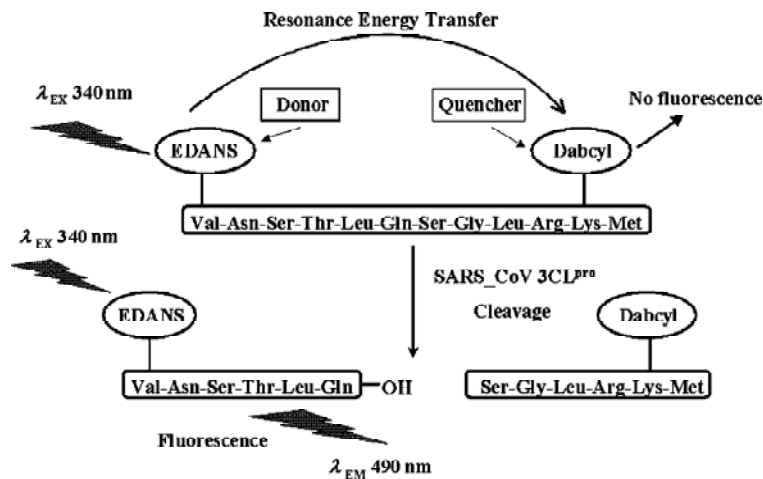 Resonance Energy Transfer
λEX 340 nm
Donor
Quencher
No fluorescence
EDANS
Dabcyl
Val-Asn-Ser-Thr-Leu-Gln-Ser-Gly-Leu-Arg-Lys-Met
λEX 340 nm
SARS_CoV 3CLpro
Cleavage
EDANS
Dabcyl
Val-Asn-Ser-Thr-Leu-Gln-OH
Ser-Gly-Leu-Arg-Lys-Met
Fluorescence
λEM 490 nm